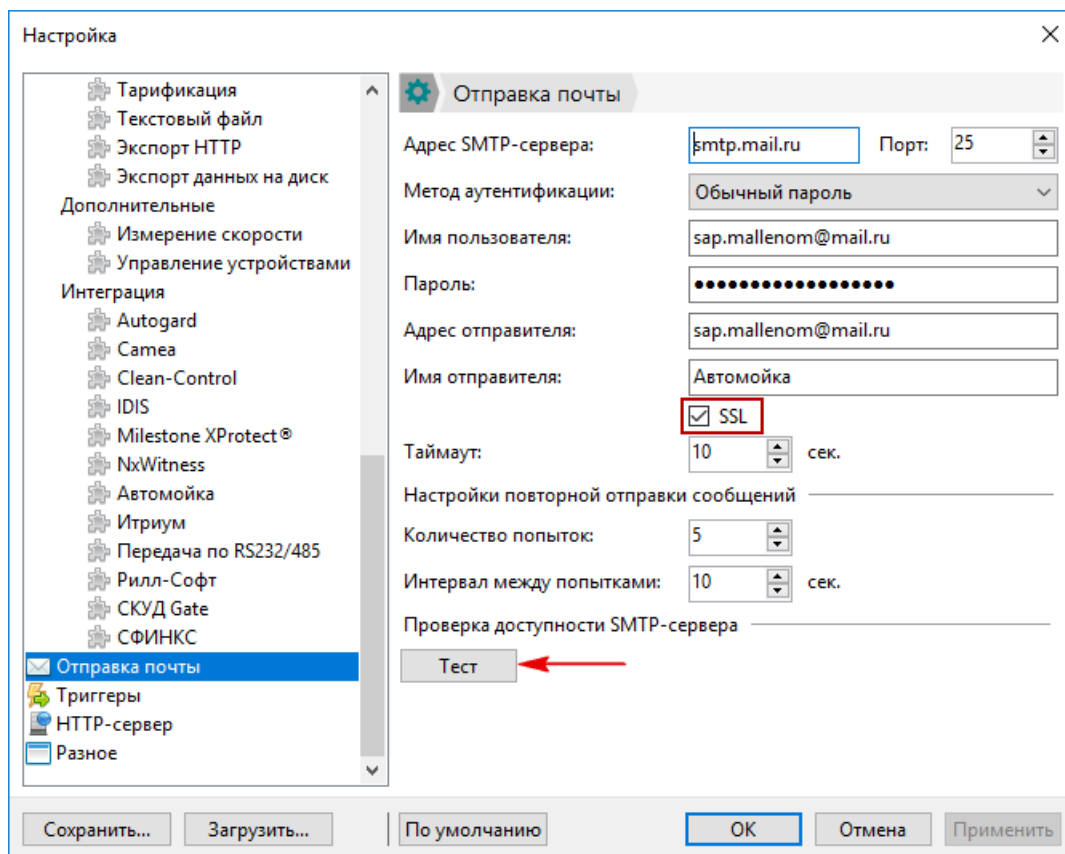 Настройка
Тарификация
Текстовый файл
Экспорт HTTP
Экспорт данных на диск
Дополнительные
Измерение скорости
Управление устройствами
Интеграция
Autogard
Camea
Clean-Control
IDIS
Milestone XProtect®
NxWitness
Автомойка
Итриум
Передача по RS232/485
Рилл-Софт
СКУД Gate
СФИНКС
Отправка почты
Триггеры
HTTP-сервер
Разное
Отправка почты
Адрес SMTP-сервера: smtp.mail.ru Порт: 25
Метод аутентификации: Обычный пароль
Имя пользователя: sap.mallenom@mail.ru
Пароль: ●●●●●●●●●●●●●●●●●●
Адрес отправителя: sap.mallenom@mail.ru
Имя отправителя: Автомойка
SSL
Таймаут: 10 сек.
Настройки повторной отправки сообщений
Количество попыток: 5
Интервал между попытками: 10 сек.
Проверка доступности SMTP-сервера
Тест
Сохранить... Загрузить... По умолчанию ОК Отмена Применить